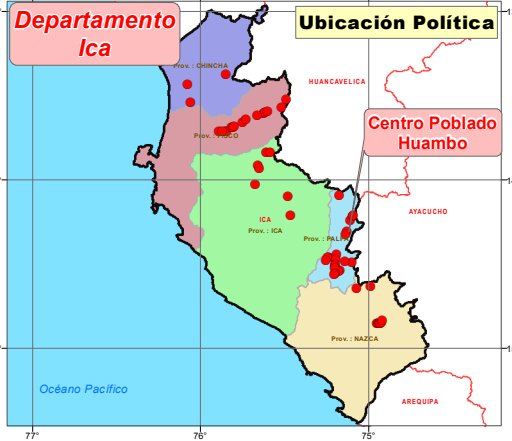 Departamento
Ica
Ubicación Política
Prov. : CHINCHA
HUANCAVELICA
Centro Poblado
Huambo
Prov. : PISCO
AYACUCHO
ICA
Prov. : ICA
Prov. : PALPA
Prov. : NAZCA
Océano Pacífico
AREQUIPA
77°
76°
75°